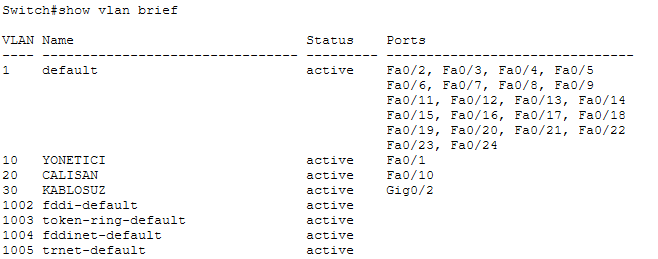 Switch#show vlan brief
VLAN Name                             Status    Ports
---- -------------------------------- --------- -------------------------------
1    default                          active    Fa0/2, Fa0/3, Fa0/4, Fa0/5
                                                Fa0/6, Fa0/7, Fa0/8, Fa0/9
                                                Fa0/11, Fa0/12, Fa0/13, Fa0/14
                                                Fa0/15, Fa0/16, Fa0/17, Fa0/18
                                                Fa0/19, Fa0/20, Fa0/21, Fa0/22
                                                Fa0/23, Fa0/24
10   YONETICI                         active    Fa0/1
20   CALISAN                          active    Fa0/10
30   KABLOSUZ                         active    Gig0/2
1002 fddi-default                     active
1003 token-ring-default               active
1004 fddinet-default                  active
1005 trnet-default                    active